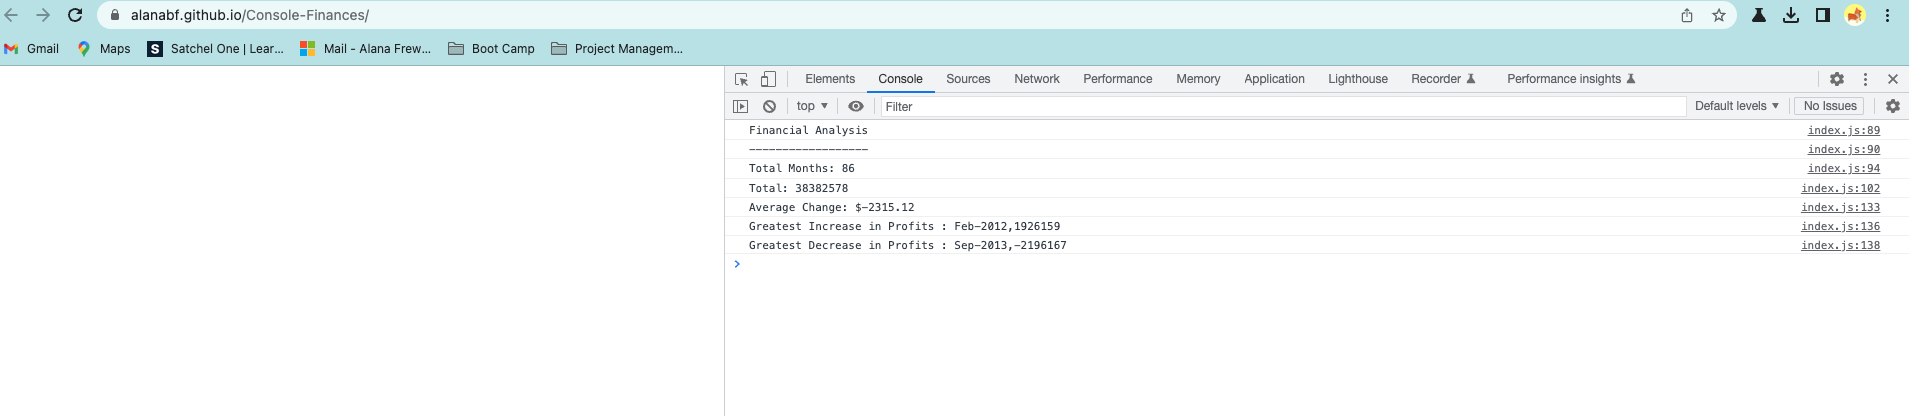 alanabf.github.io/Console-Finances/
Gmail Maps S Satchel One | Lear... Mail - Alana Frew... Boot Camp Project Managem...
Elements Console Sources Network Performance Memory Application Lighthouse Recorder Performance insights
top Filter Default levels No Issues
Financial Analysis index.js:89
------------------ index.js:90
Total Months: 86 index.js:94
Total: 38382578 index.js:102
Average Change: $-2315.12 index.js:133
Greatest Increase in Profits : Feb-2012,1926159 index.js:136
Greatest Decrease in Profits : Sep-2013,-2196167 index.js:138